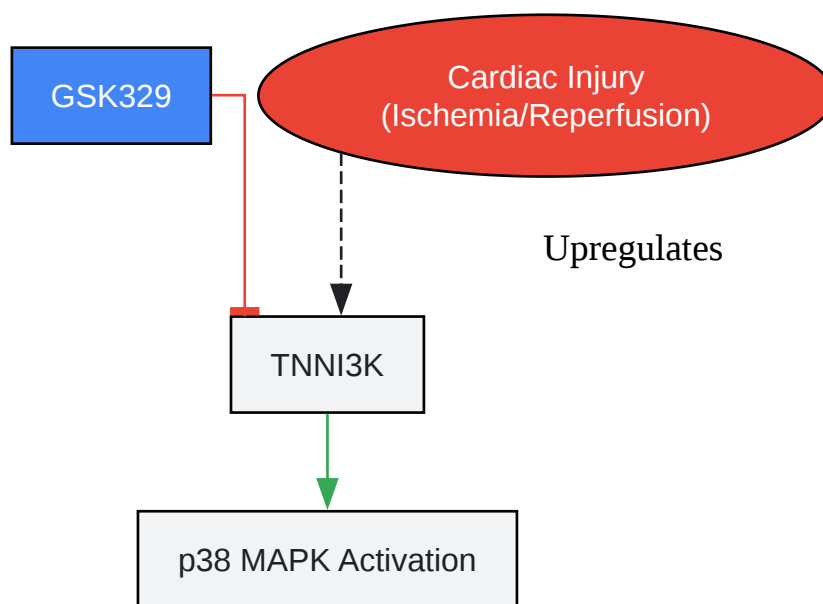 GSK329
Cardiac Injury
(Ischemia/Reperfusion)
Upregulates
TNNI3K
p38 MAPK Activation